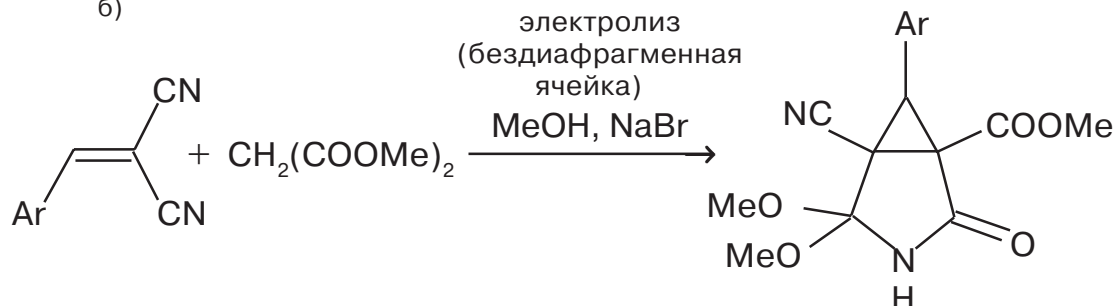 б)
электролиз
(бездиафрагменная
ячейка)
MeOH, NaBr
CN
CN
Ar
+ CH₂(COOMe)₂
Ar
NC
COOMe
MeO
MeO
N
H
O